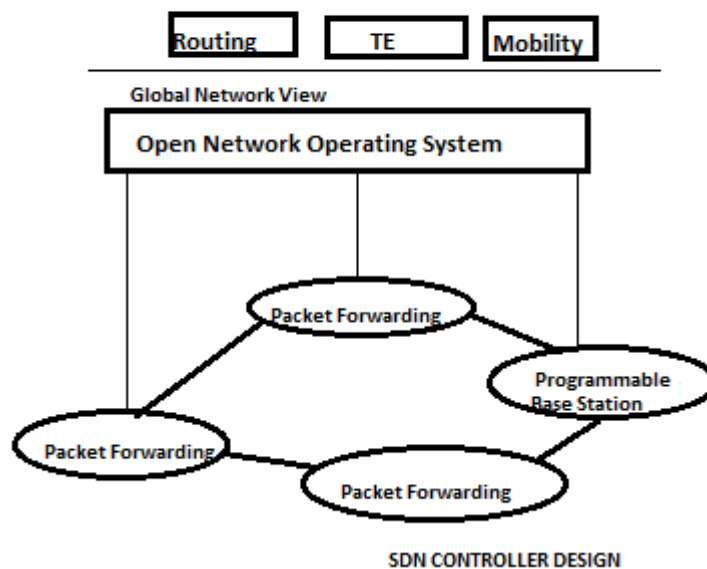 Routing
TE
Mobility
Global Network View
Open Network Operating System
Packet Forwarding
Programmable
Base Station
Packet Forwarding
Packet Forwarding
SDN CONTROLLER DESIGN